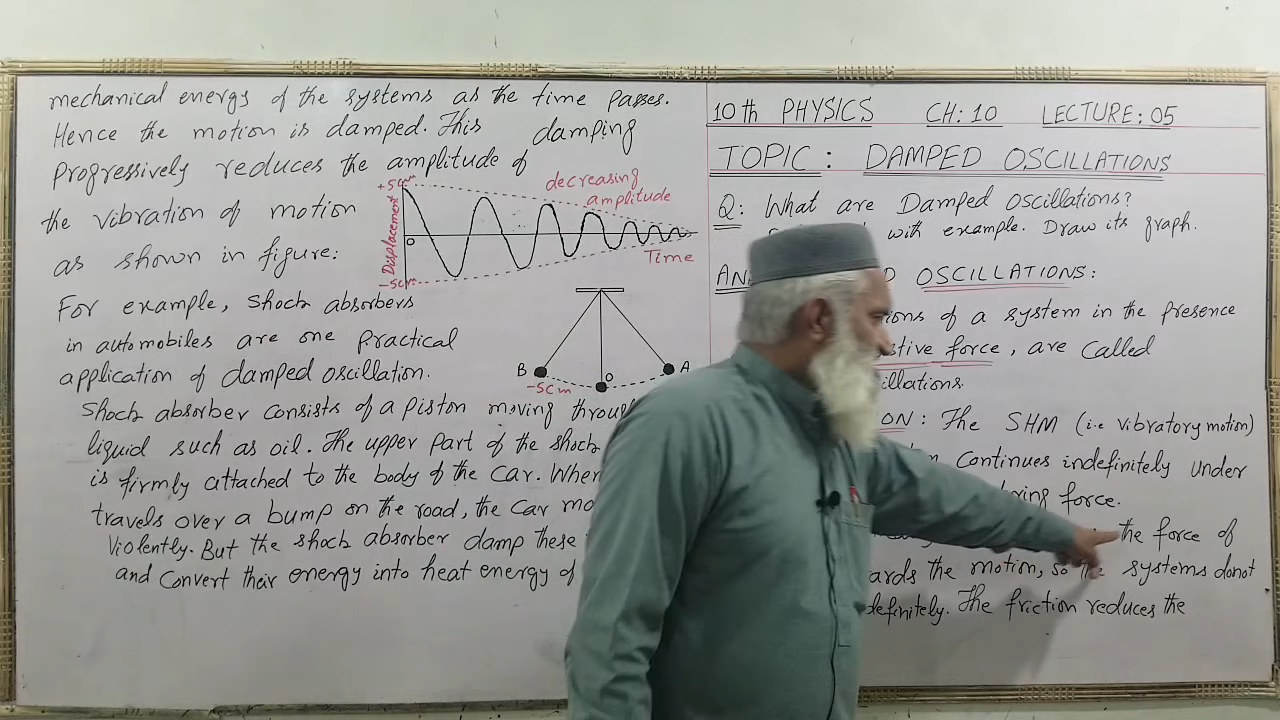 10th PHYSICS CH: 10 LECTURE: 05
TOPIC: DAMPED OSCILLATIONS
Q: What are Damped Oscillations?
with example. Draw its graph.
OSCILLATIONS:
of a system in the presence
force, are called
: The SHM (i.e vibratory motion)
continues indefinitely under
force.
the force of
the motion, so the systems donot
The friction reduces the
mechanical energy of the systems as the time passes.
Hence the motion is damped. This damping
Progressively reduces the amplitude of
the vibration of motion
as shown in figure:
+5cm
decreasing
amplitude
Displacement
O
Time
-5cm
For example, Shock absorbers
in automobiles are one practical
application of damped oscillation.
B O A
-5cm
Shock absorber consists of a piston moving
liquid such as oil. The upper part of the shock
is firmly attached to the body of the car.
travels over a bump on the road, the car
violently. But the shock absorber damp these
and convert their energy into heat energy of